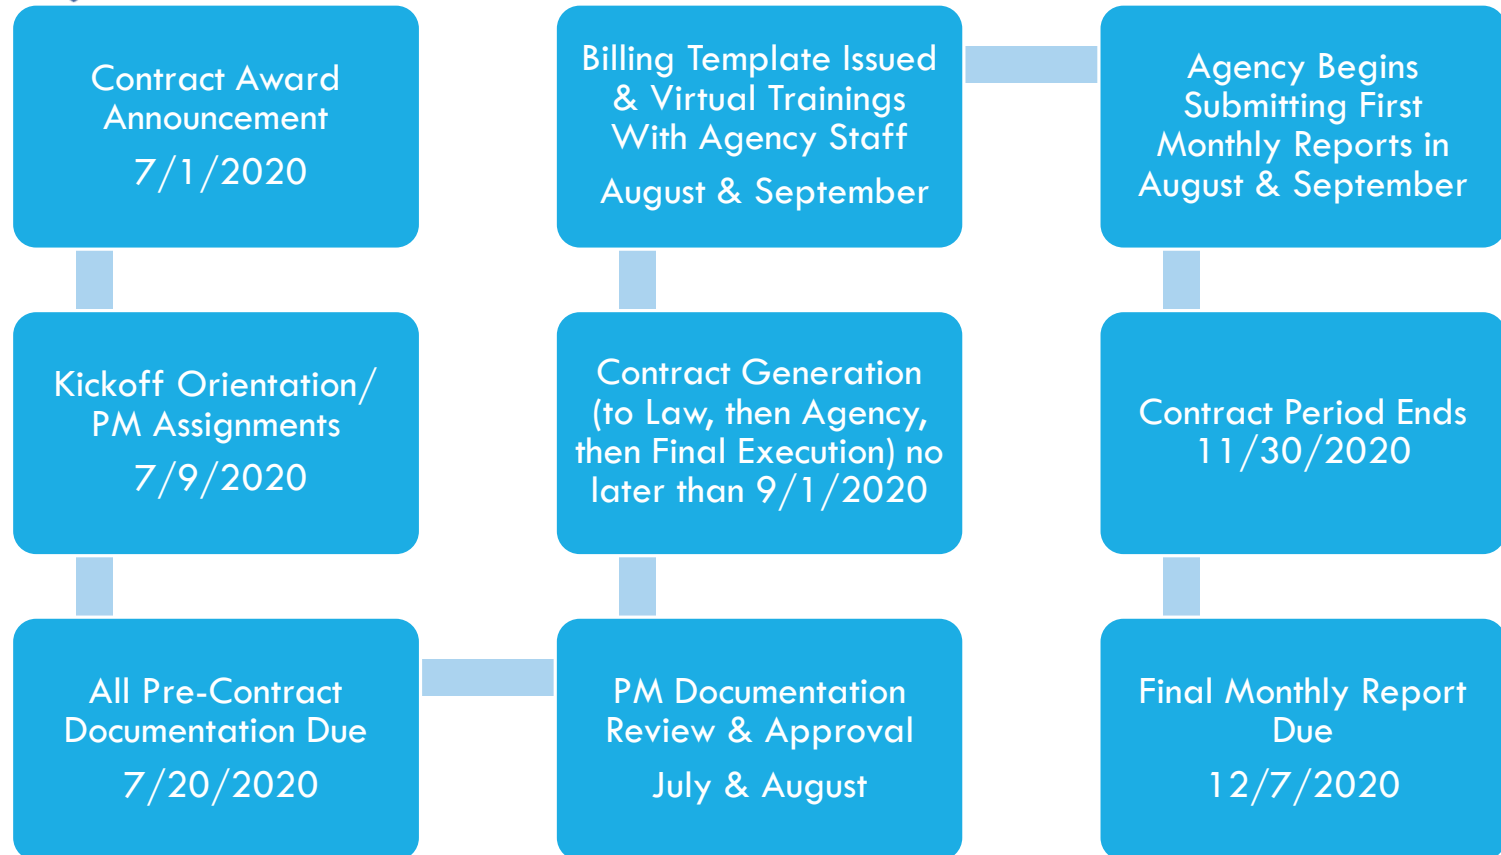 Contract Award
Announcement
7/1/2020
Kickoff Orientation/
PM Assignments
7/9/2020
All Pre-Contract
Documentation Due
7/20/2020
PM Documentation
Review & Approval
July & August
Contract Generation
(to Law, then Agency,
then Final Execution) no
later than 9/1/2020
Billing Template Issued
& Virtual Trainings
With Agency Staff
August & September
Agency Begins
Submitting First
Monthly Reports in
August & September
Contract Period Ends
11/30/2020
Final Monthly Report
Due
12/7/2020